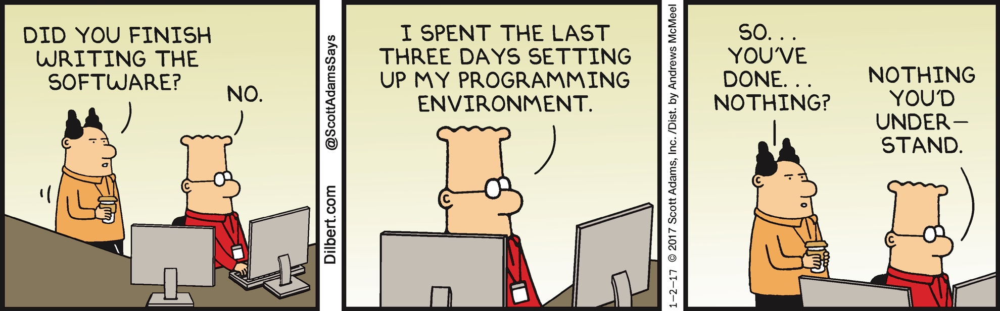 DID YOU FINISH
WRITING THE
SOFTWARE?
NO.
Dilbert.com @ScottAdamsSays
I SPENT THE LAST
THREE DAYS SETTING
UP MY PROGRAMMING
ENVIRONMENT.
1-2-17 © 2017 Scott Adams, Inc. /Dist. by Andrews McMeel
SO...
YOU'VE
DONE...
NOTHING?
NOTHING
YOU'D
UNDER-
STAND.